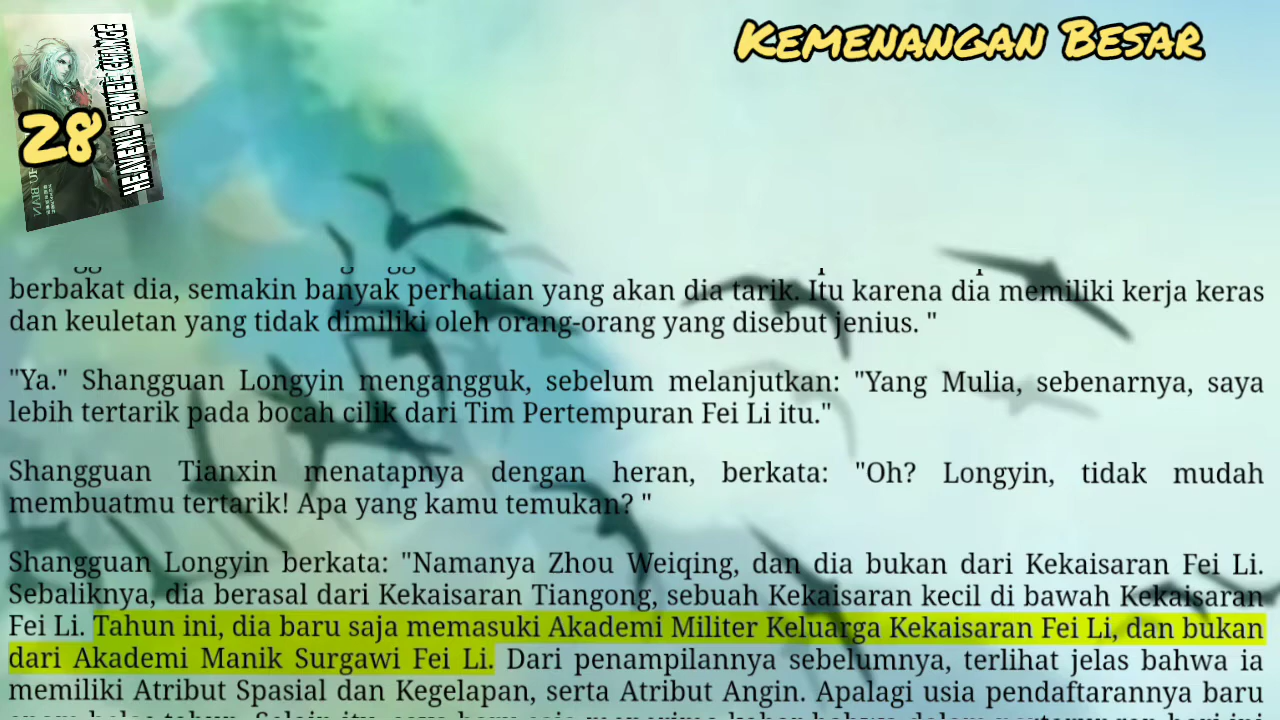 Kemenangan Besar
28
HEAVENLY JEWEL CHANGE
berbakat dia, semakin banyak perhatian yang akan dia tarik. Itu karena dia memiliki kerja keras
dan keuletan yang tidak dimiliki oleh orang-orang yang disebut jenius. "
"Ya." Shangguan Longyin mengangguk, sebelum melanjutkan: "Yang Mulia, sebenarnya, saya
lebih tertarik pada bocah cilik dari Tim Pertempuran Fei Li itu."
Shangguan Tianxin menatapnya dengan heran, berkata: "Oh? Longyin, tidak mudah
membuatmu tertarik! Apa yang kamu temukan? "
Shangguan Longyin berkata: "Namanya Zhou Weiqing, dan dia bukan dari Kekaisaran Fei Li.
Sebaliknya, dia berasal dari Kekaisaran Tiangong, sebuah Kekaisaran kecil di bawah Kekaisaran
Fei Li. Tahun ini, dia baru saja memasuki Akademi Militer Keluarga Kekaisaran Fei Li, dan bukan
dari Akademi Manik Surgawi Fei Li. Dari penampilannya sebelumnya, terlihat jelas bahwa ia
memiliki Atribut Spasial dan Kegelapan, serta Atribut Angin. Apalagi usia pendaftarannya baru